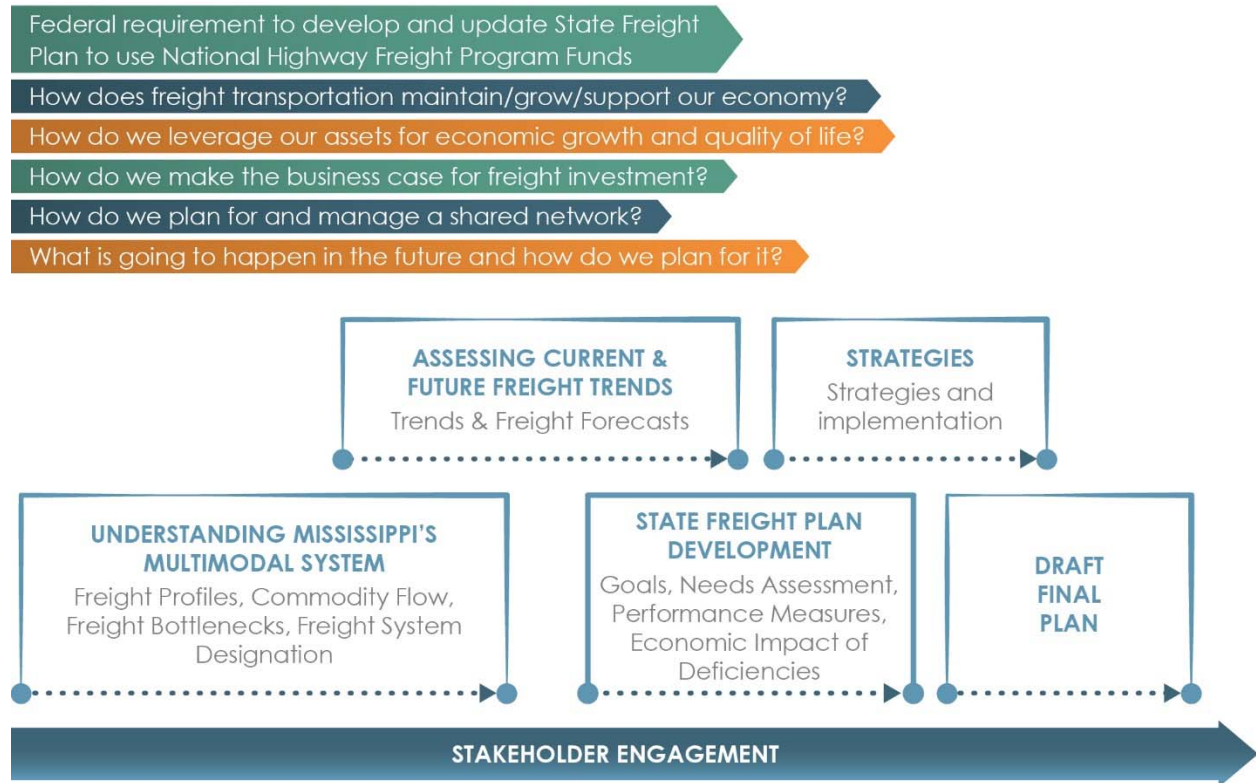 Federal requirement to develop and update State Freight
Plan to use National Highway Freight Program Funds
How does freight transportation maintain/grow/support our economy?
How do we leverage our assets for economic growth and quality of life?
How do we make the business case for freight investment?
How do we plan for and manage a shared network?
What is going to happen in the future and how do we plan for it?
ASSESSING CURRENT &
FUTURE FREIGHT TRENDS
Trends & Freight Forecasts
STRATEGIES
Strategies and
implementation
UNDERSTANDING MISSISSIPPI'S
MULTIMODAL SYSTEM
Freight Profiles, Commodity Flow,
Freight Bottlenecks, Freight System
Designation
STATE FREIGHT PLAN
DEVELOPMENT
Goals, Needs Assessment,
Performance Measures,
Economic Impact of
Deficiencies
DRAFT
FINAL
PLAN
STAKEHOLDER ENGAGEMENT